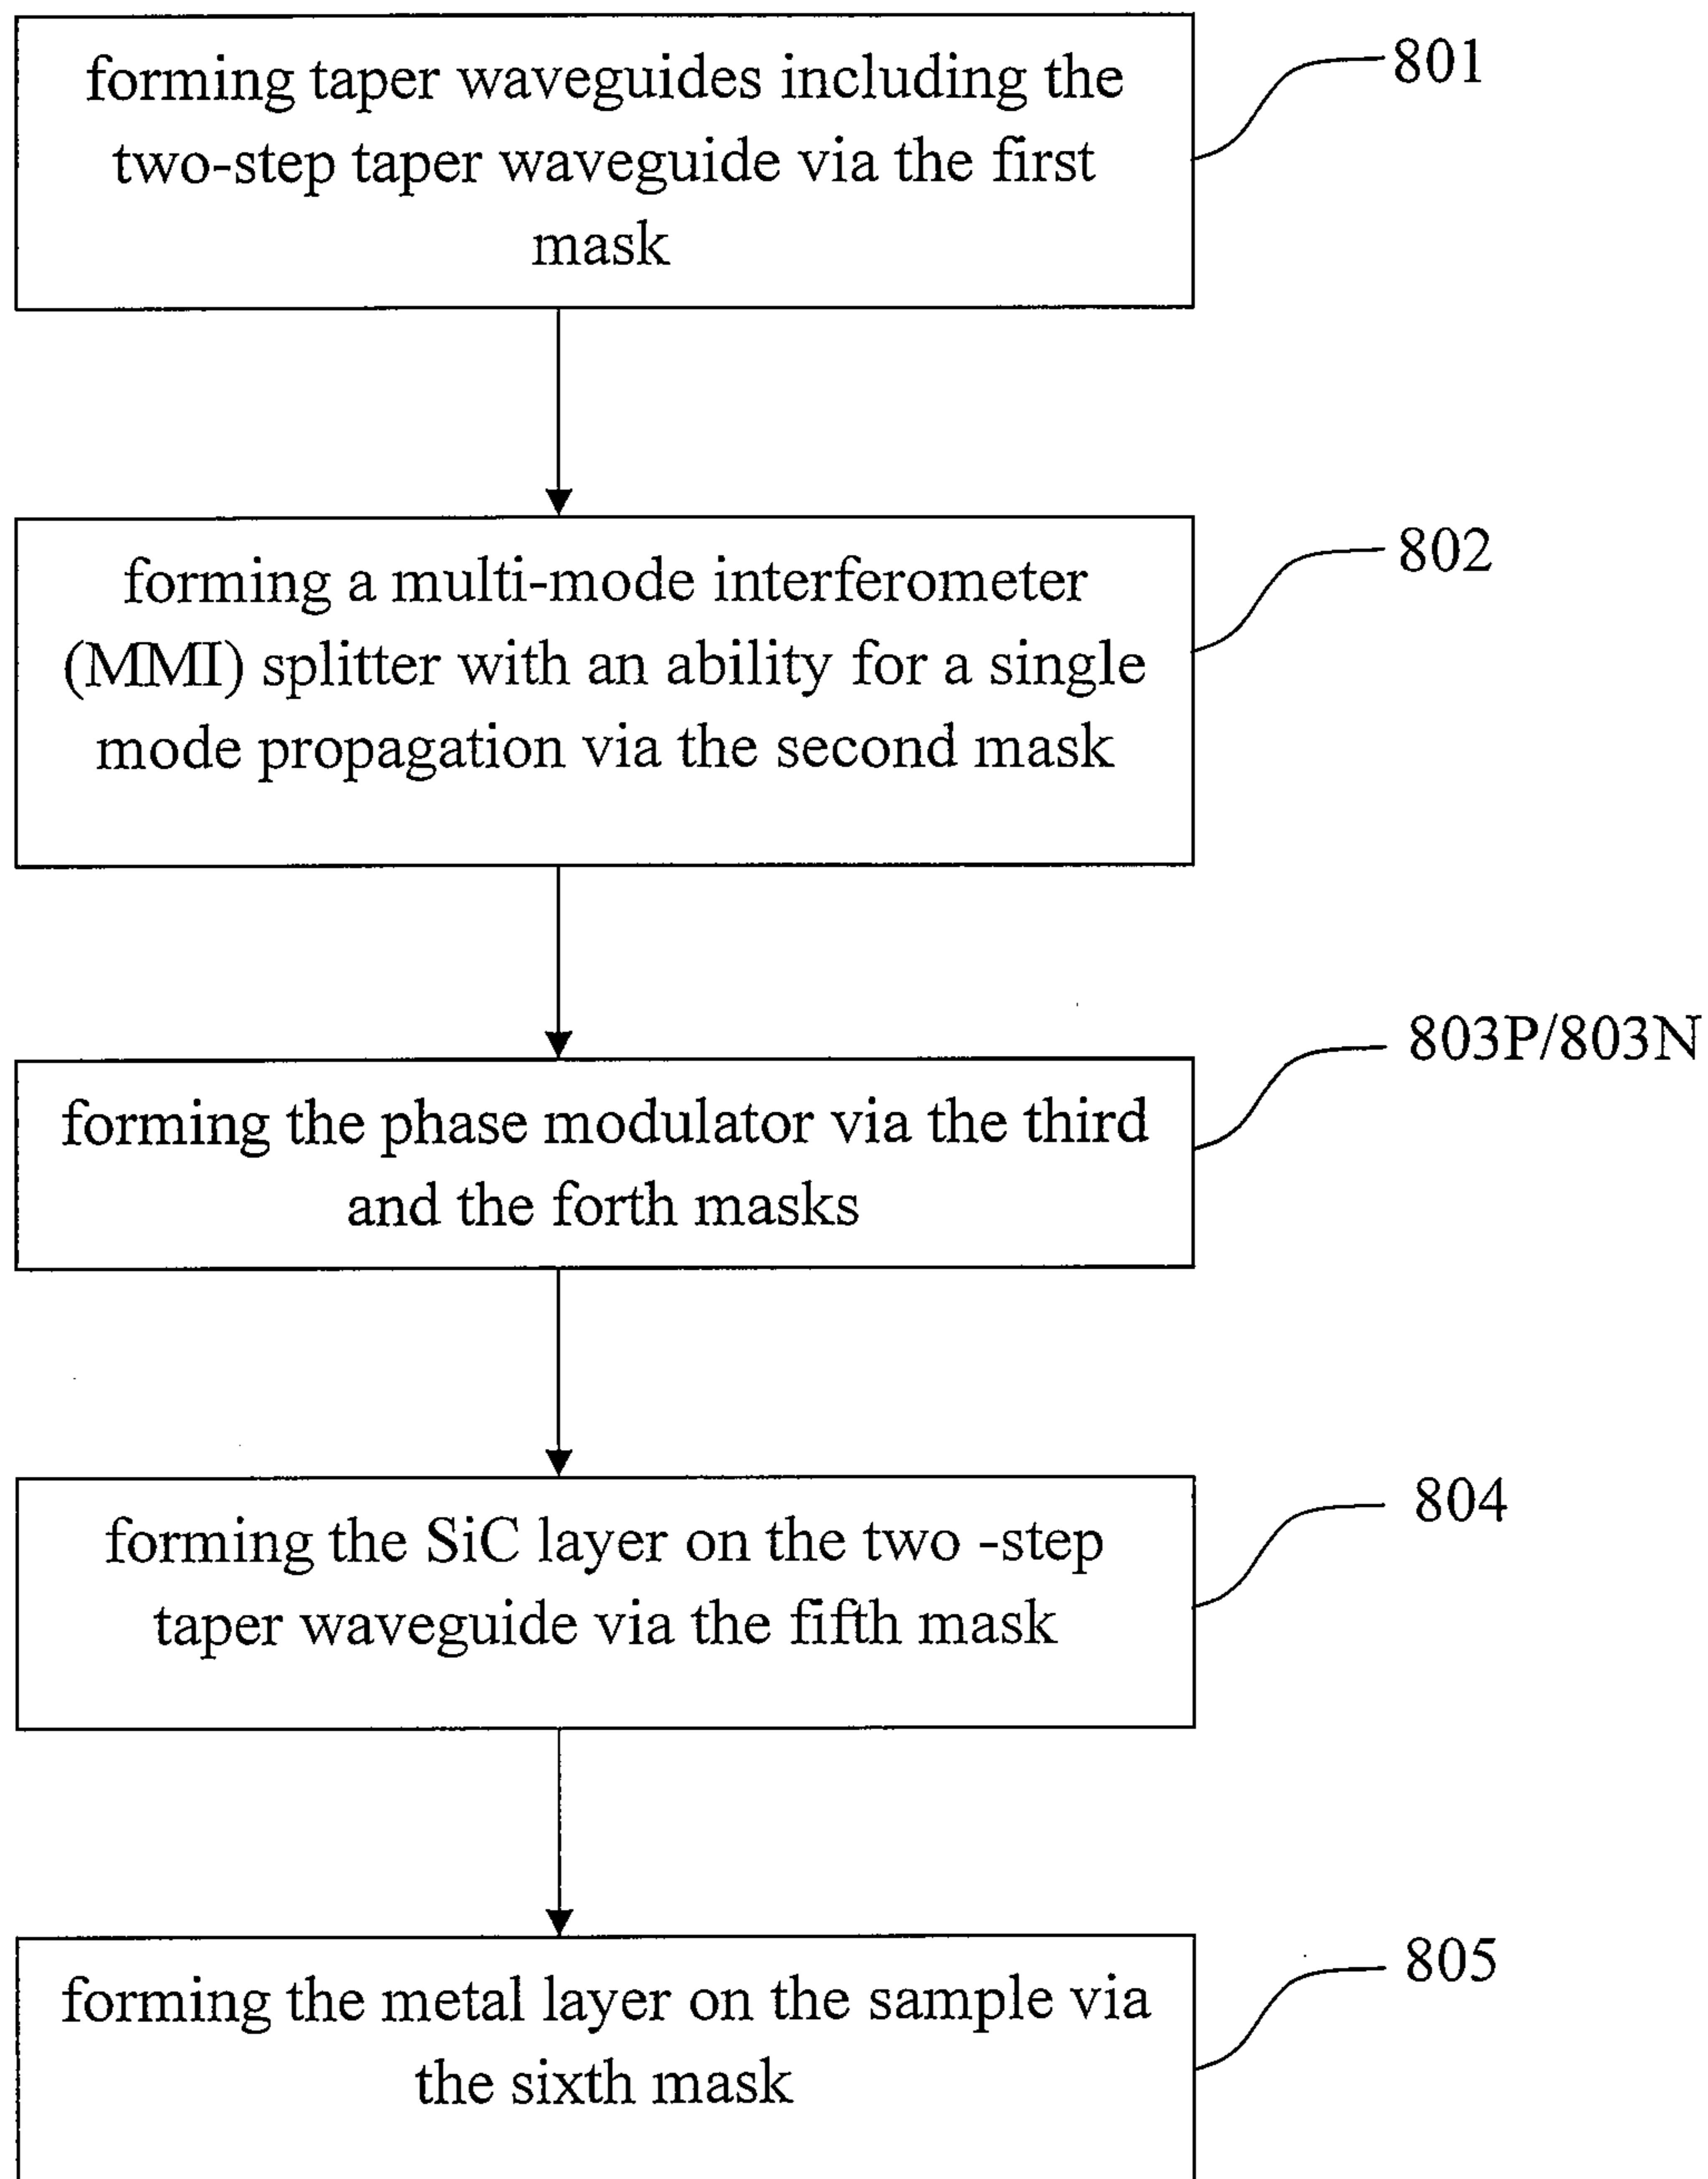 forming taper waveguides including the
two-step taper waveguide via the first
mask
801
forming a multi-mode interferometer
(MMI) splitter with an ability for a single
mode propagation via the second mask
802
forming the phase modulator via the third
and the forth masks
803P/803N
forming the SiC layer on the two -step
taper waveguide via the fifth mask
804
forming the metal layer on the sample via
the sixth mask
805